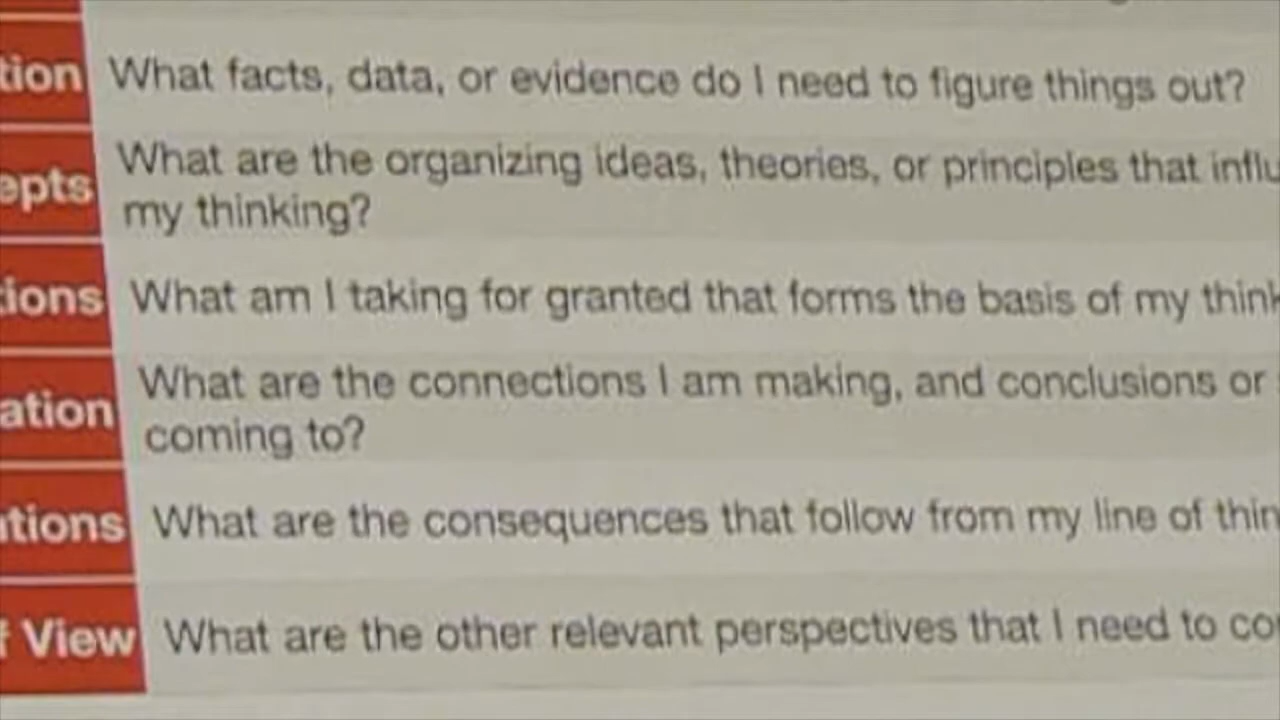 tion What facts, data, or evidence do I need to figure things out?
epts What are the organizing ideas, theories, or principles that influ
my thinking?
tions What am I taking for granted that forms the basis of my think
ation What are the connections I am making, and conclusions or
coming to?
ations What are the consequences that follow from my line of thin
f View What are the other relevant perspectives that I need to co